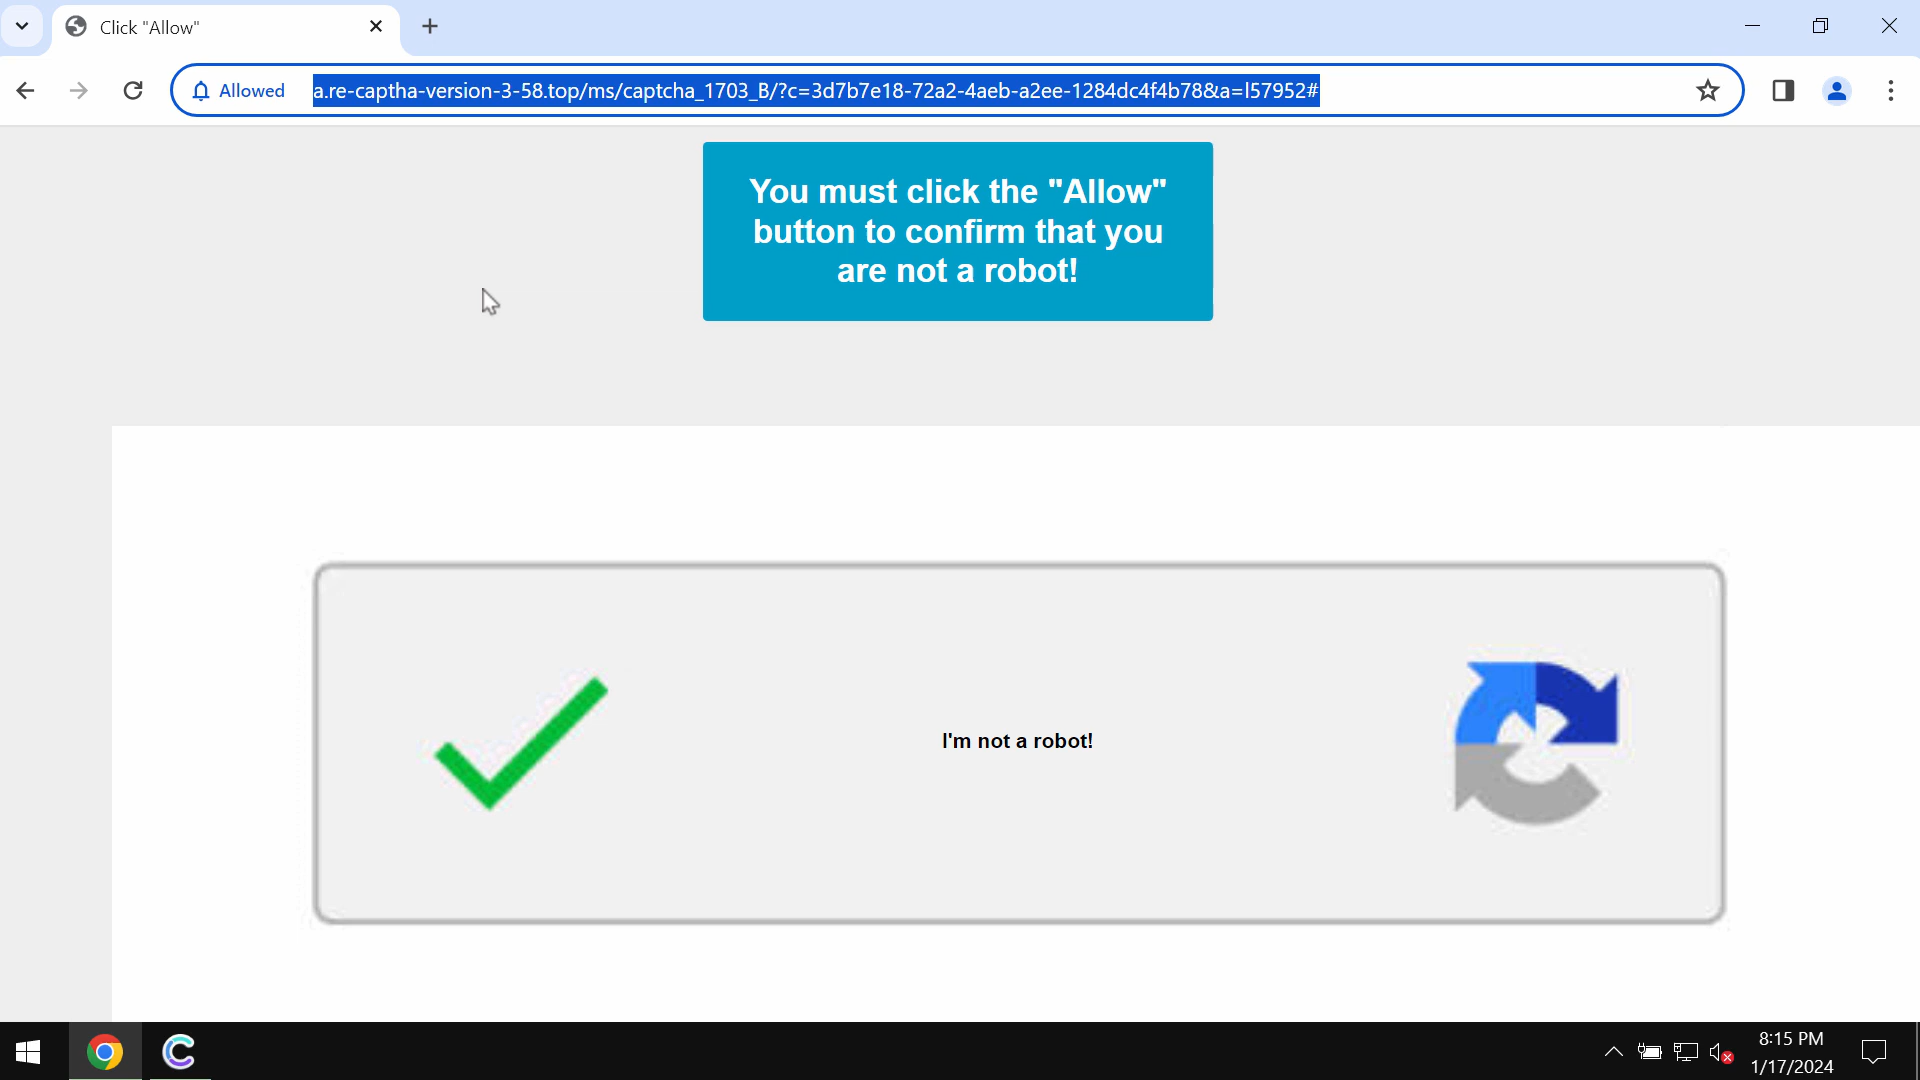 Click "Allow"
Allowed
a.re-captha-version-3-58.top/ms/captcha_1703_B/?c=3d7b7e18-72a2-4aeb-a2ee-1284dc4f4b78&a=l57952#
You must click the "Allow"
button to confirm that you
are not a robot!
I'm not a robot!
8:15 PM
1/17/2024